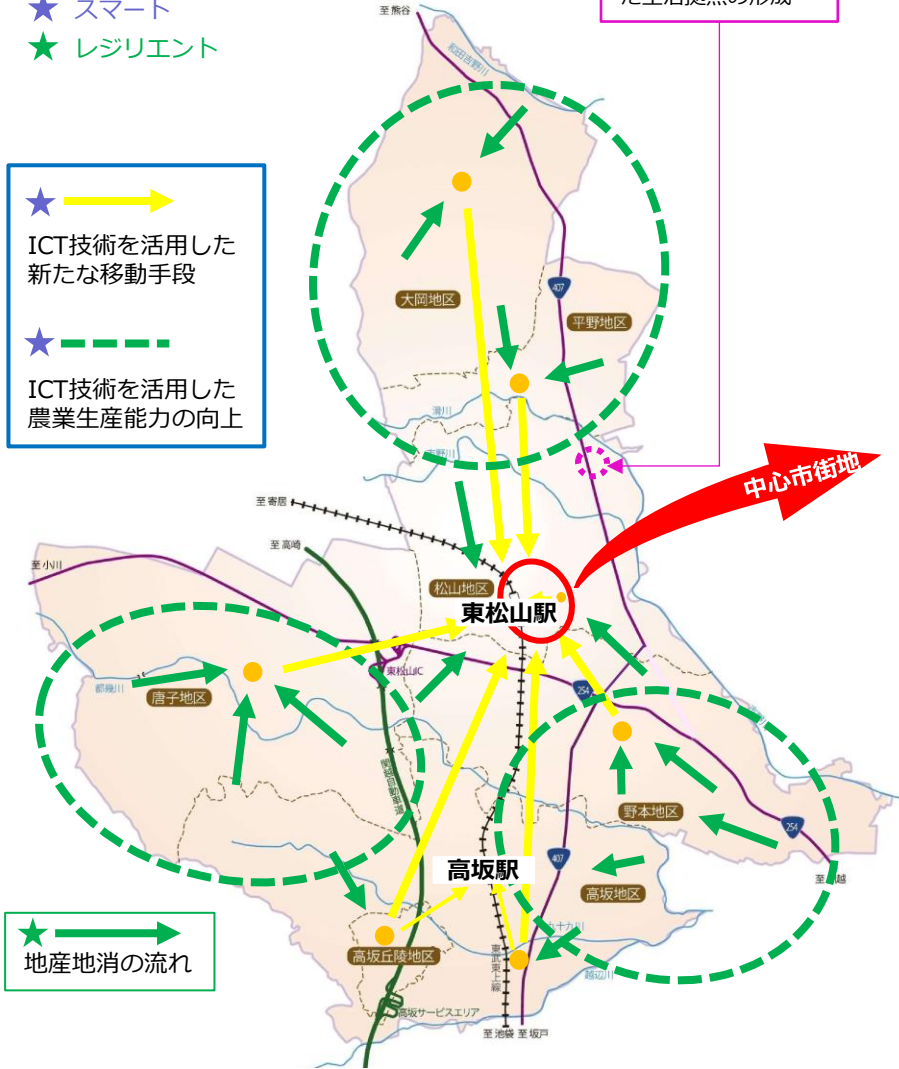 スマート
レジリエント
た生活拠点の形成
至熊谷
和田吉野川
ICT技術を活用した
新たな移動手段
ICT技術を活用した
農業生産能力の向上
大岡地区
407
平野地区
滑川
市野川
中心市街地
至寄居
至高崎
至小川
松山地区
東松山駅
東松山IC
都幾川
唐子地区
254
関越自動車道
野本地区
254
407
高坂駅
高坂地区
九十九川
高坂丘陵地区
東武東上線
越辺川
高坂サービスエリア
至池袋
至坂戸
地産地消の流れ